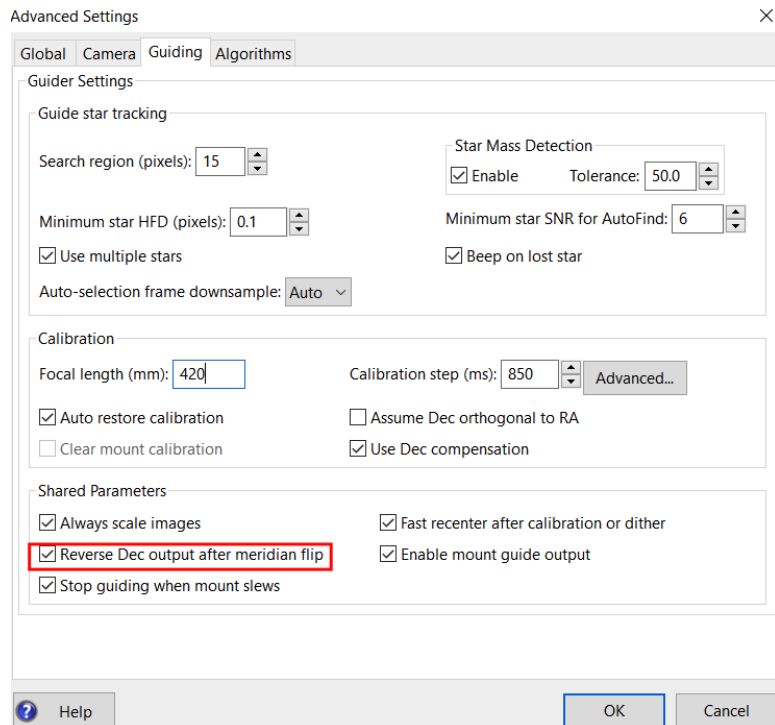 Advanced Settings
Global Camera Guiding Algorithms
Guider Settings
Guide star tracking
Search region (pixels): 15
Star Mass Detection
Enable Tolerance: 50.0
Minimum star HFD (pixels): 0.1
Minimum star SNR for AutoFind: 6
Use multiple stars
Beep on lost star
Auto-selection frame downsample: Auto
Calibration
Focal length (mm): 420
Calibration step (ms): 850 Advanced...
Auto restore calibration
Assume Dec orthogonal to RA
Clear mount calibration
Use Dec compensation
Shared Parameters
Always scale images
Fast recenter after calibration or dither
Reverse Dec output after meridian flip
Enable mount guide output
Stop guiding when mount slews
? Help
OK Cancel